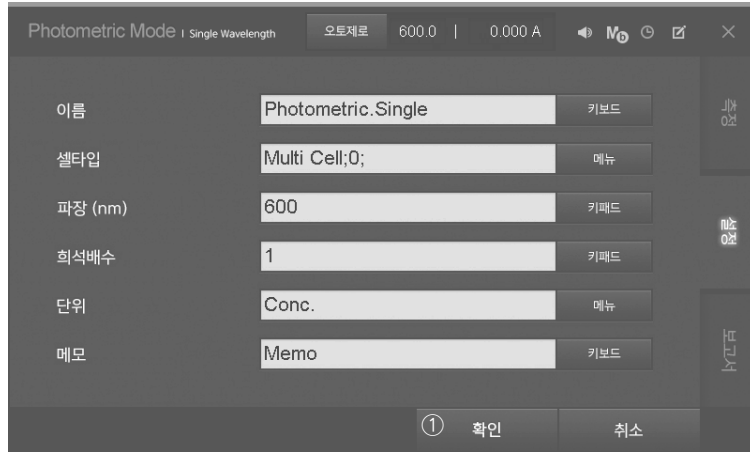 Photometric Mode | Single Wavelength 오토제로 600.0 | 0.000 A
이름 Photometric.Single 키보드
셀타입 Multi Cell;0; 메뉴
파장 (nm) 600 키패드
희석배수 1 키패드
단위 Conc. 메뉴
메모 Memo 키보드
측정
설정
보고서
① 확인 취소